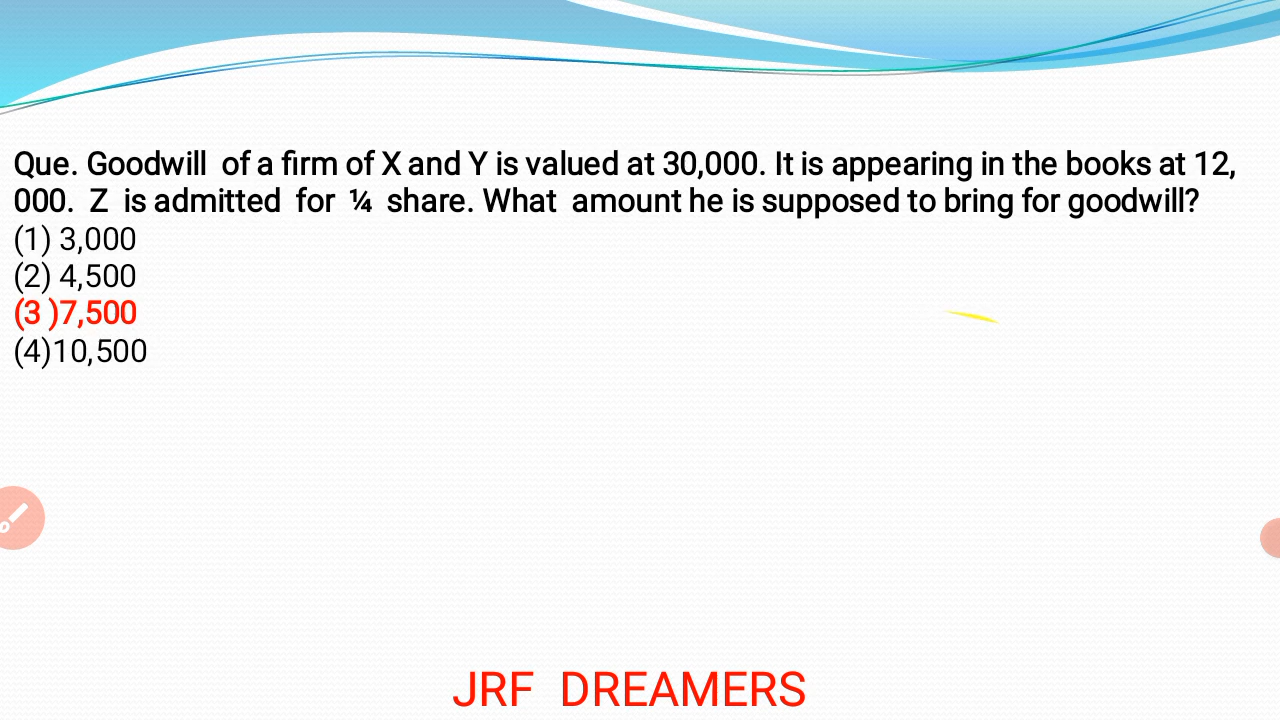 Que. Goodwill of a firm of X and Y is valued at 30,000. It is appearing in the books at 12,
000. Z is admitted for ¼ share. What amount he is supposed to bring for goodwill?
(1) 3,000
(2) 4,500
(3 )7,500
(4)10,500
JRF DREAMERS